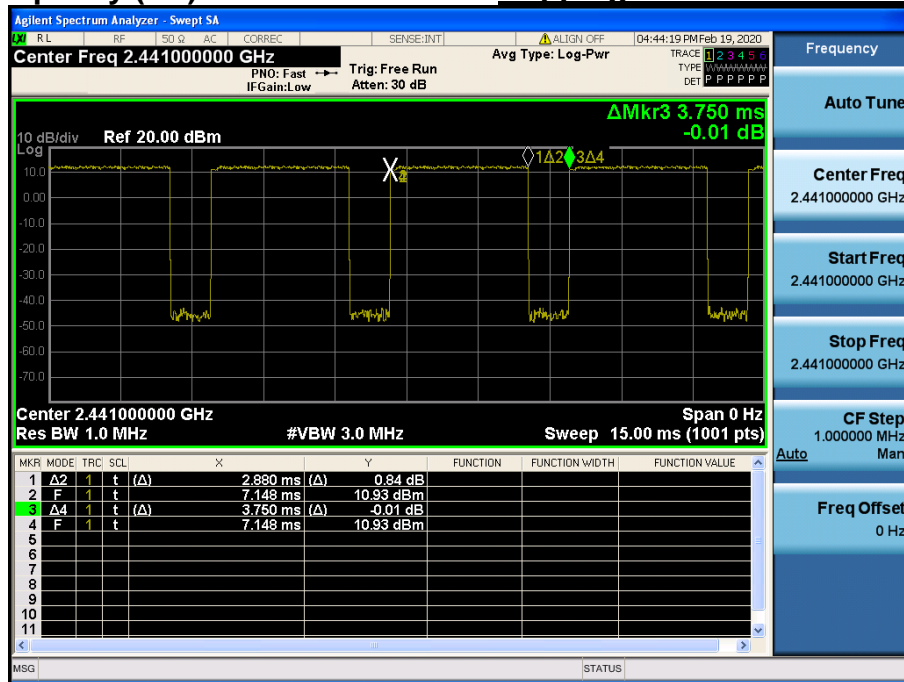 Agilent Spectrum Analyzer - Swept SA
LXI RL RF 50 Ω AC CORREC SENSE:INT ALIGN OFF 04:44:19 PM Feb 19, 2020
Center Freq 2.441000000 GHz
Avg Type: Log-Pwr
TRACE 1 2 3 4 5 6
TYPE WWWWWW
DET P P P P P P
PNO: Fast
IFGain:Low
Trig: Free Run
Atten: 30 dB
ΔMkr3 3.750 ms
-0.01 dB
10 dB/div Ref 20.00 dBm
Log
1Δ2 3Δ4
10.0
0.00
-10.0
-20.0
-30.0
-40.0
-50.0
-60.0
-70.0
Center 2.441000000 GHz Span 0 Hz
Res BW 1.0 MHz #VBW 3.0 MHz Sweep 15.00 ms (1001 pts)
MKR MODE TRC SCL X Y FUNCTION FUNCTION WIDTH FUNCTION VALUE
1 Δ2 1 t (Δ) 2.880 ms (Δ) 0.84 dB
2 F 1 t 7.148 ms 10.93 dBm
3 Δ4 1 t (Δ) 3.750 ms (Δ) -0.01 dB
4 F 1 t 7.148 ms 10.93 dBm
5
6
7
8
9
10
11
MSG STATUS
Frequency
Auto Tune
Center Freq
2.441000000 GHz
Start Freq
2.441000000 GHz
Stop Freq
2.441000000 GHz
CF Step
1.000000 MHz
Auto Man
Freq Offset
0 Hz